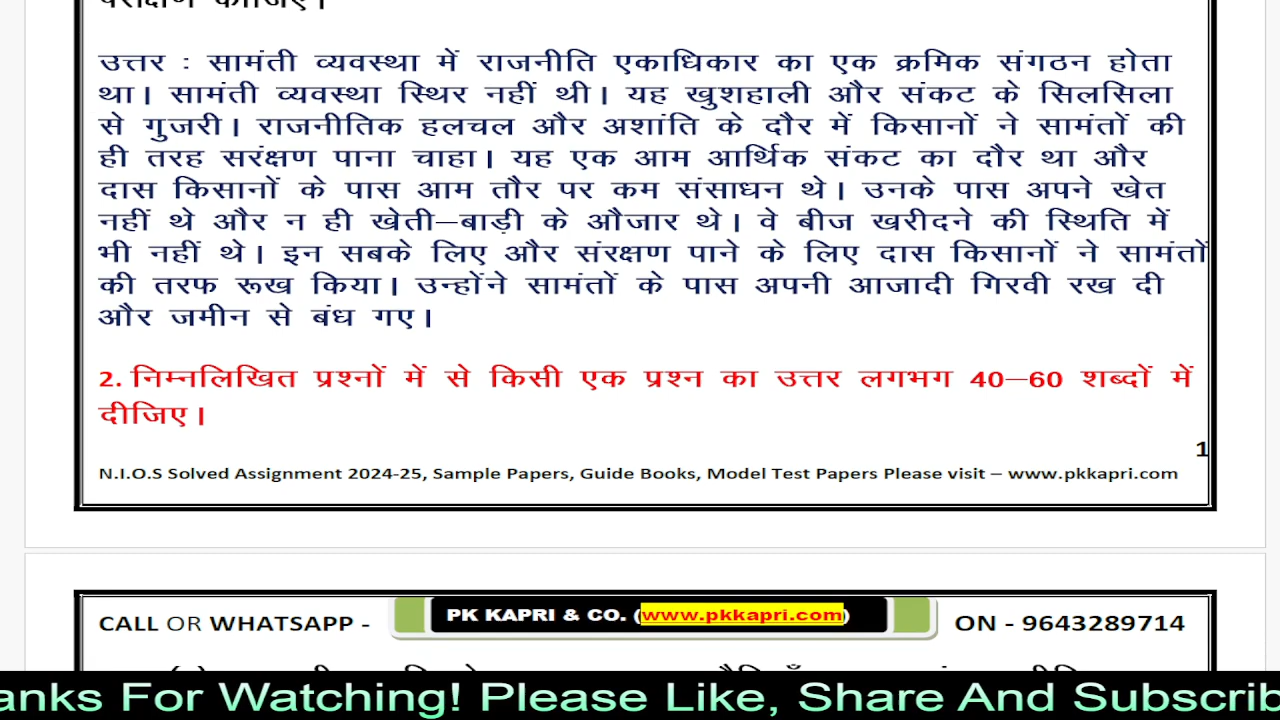 परीक्षण कीजिए।
उत्तर : सामंती व्यवस्था में राजनीति एकाधिकार का एक क्रमिक संगठन होता
था। सामंती व्यवस्था स्थिर नहीं थी। यह खुशहाली और संकट के सिलसिला
से गुजरी। राजनीतिक हलचल और अशांति के दौर में किसानों ने सामंतों की
ही तरह सरंक्षण पाना चाहा। यह एक आम आर्थिक संकट का दौर था और
दास किसानों के पास आम तौर पर कम संसाधन थे। उनके पास अपने खेत
नहीं थे और न ही खेती–बाड़ी के औजार थे। वे बीज खरीदने की स्थिति में
भी नहीं थे। इन सबके लिए और संरक्षण पाने के लिए दास किसानों ने सामंतों
की तरफ रूख किया। उन्होंने सामंतों के पास अपनी आजादी गिरवी रख दी
और जमीन से बंध गए।
2. निम्नलिखित प्रश्नों में से किसी एक प्रश्न का उत्तर लगभग 40–60 शब्दों में
दीजिए।
1
N.I.O.S Solved Assignment 2024-25, Sample Papers, Guide Books, Model Test Papers Please visit – www.pkkapri.com
CALL OR WHATSAPP - PK KAPRI & CO. (www.pkkapri.com) ON - 9643289714
anks For Watching! Please Like, Share And Subscrib